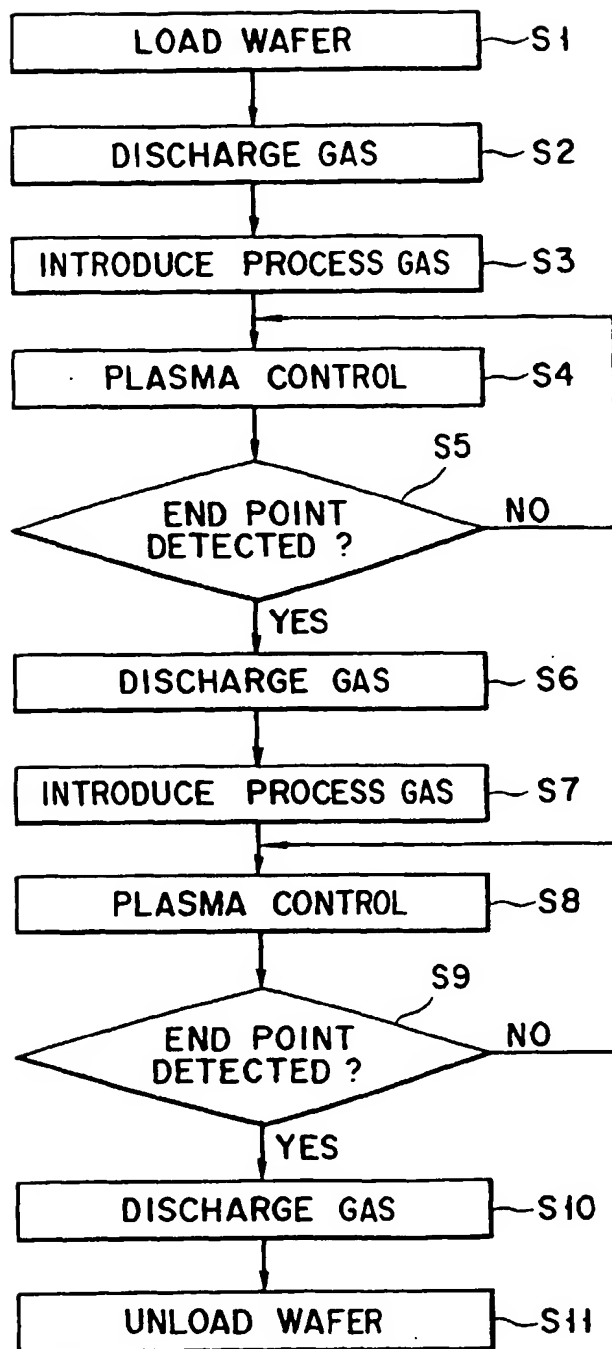 LOAD WAFER S1
DISCHARGE GAS S2
INTRODUCE PROCESS GAS S3
PLASMA CONTROL S4
S5
END POINT
DETECTED ?
NO
YES
DISCHARGE GAS S6
INTRODUCE PROCESS GAS S7
PLASMA CONTROL S8
S9
END POINT
DETECTED ?
NO
YES
DISCHARGE GAS S10
UNLOAD WAFER S11